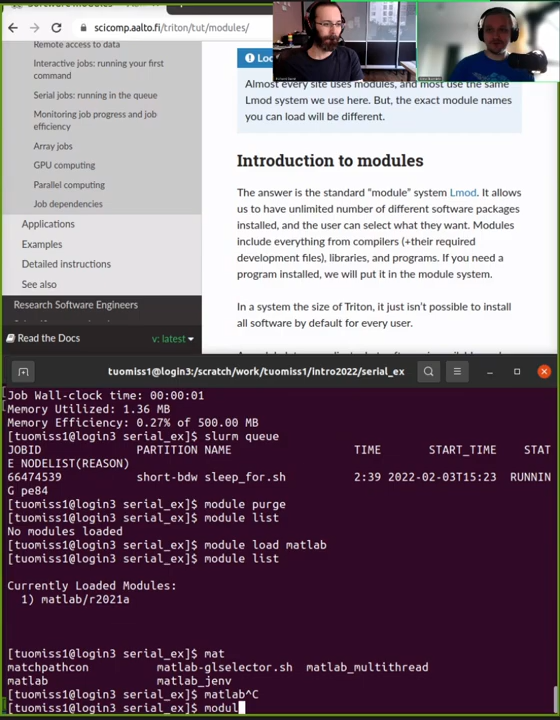 scicomp.aalto.fi/triton/tut/modules/
Remote access to data
Interactive jobs: running your first
command
Serial jobs: running in the queue
Monitoring job progress and job
efficiency
Array jobs
GPU computing
Parallel computing
Job dependencies
Applications
Examples
Detailed instructions
See also
Research Software Engineers
Read the Docs
v: latest
Almost every site uses modules, and most use the same
Lmod system we use here. But, the exact module names
you can load will be different.
Introduction to modules
The answer is the standard “module” system Lmod. It allows
us to have unlimited number of different software packages
installed, and the user can select what they want. Modules
include everything from compilers (+their required
development files), libraries, and programs. If you need a
program installed, we will put it in the module system.
In a system the size of Triton, it just isn’t possible to install
all software by default for every user.
tuomiss1@login3:/scratch/work/tuomiss1/intro2022/serial_ex
Job Wall-clock time: 00:00:01
Memory Utilized: 1.36 MB
Memory Efficiency: 0.27% of 500.00 MB
[tuomiss1@login3 serial_ex]$ slurm queue
JOBID PARTITION NAME TIME START_TIME STAT
E NODELIST(REASON)
66474539 short-bdw sleep_for.sh 2:39 2022-02-03T15:23 RUNNIN
G pe84
[tuomiss1@login3 serial_ex]$ module purge
[tuomiss1@login3 serial_ex]$ module list
No modules loaded
[tuomiss1@login3 serial_ex]$ module load matlab
[tuomiss1@login3 serial_ex]$ module list
Currently Loaded Modules:
1) matlab/r2021a
[tuomiss1@login3 serial_ex]$ mat
matchpathcon matlab-glselector.sh matlab_multithread
matlab matlab_jenv
[tuomiss1@login3 serial_ex]$ matlab^C
[tuomiss1@login3 serial_ex]$ modul